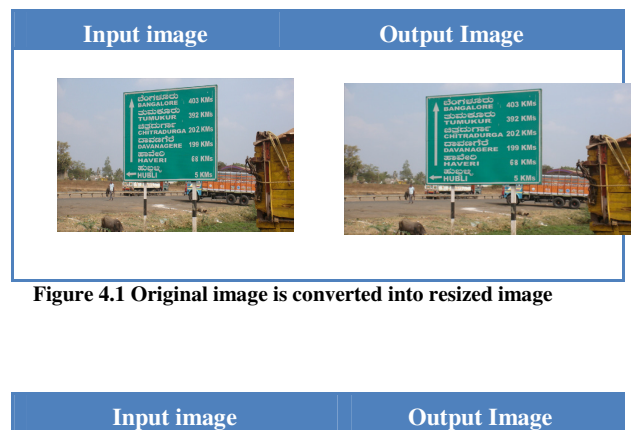 Input image Output Image
ಬೆಂಗಳೂರು
BANGALORE 403 KMs
ತುಮಕೂರು
TUMUKUR 392 KMs
ಚಿತ್ರದುರ್ಗಾ
CHITRADURGA 202 KMs
ದಾವಣಗೆರೆ
DAVANAGERE 199 KMs
ಹಾವೇರಿ
HAVERI 68 KMs
ಹುಬ್ಬಳ್ಳಿ
HUBLI 5 KMs
ಬೆಂಗಳೂರು
BANGALORE 403 KMs
ತುಮಕೂರು
TUMUKUR 392 KMs
ಚಿತ್ರದುರ್ಗಾ
CHITRADURGA 202 KMs
ದಾವಣಗೆರೆ
DAVANAGERE 199 KMs
ಹಾವೇರಿ
HAVERI 68 KMs
ಹುಬ್ಬಳ್ಳಿ
HUBLI 5 KMs
Figure 4.1 Original image is converted into resized image
Input image Output Image